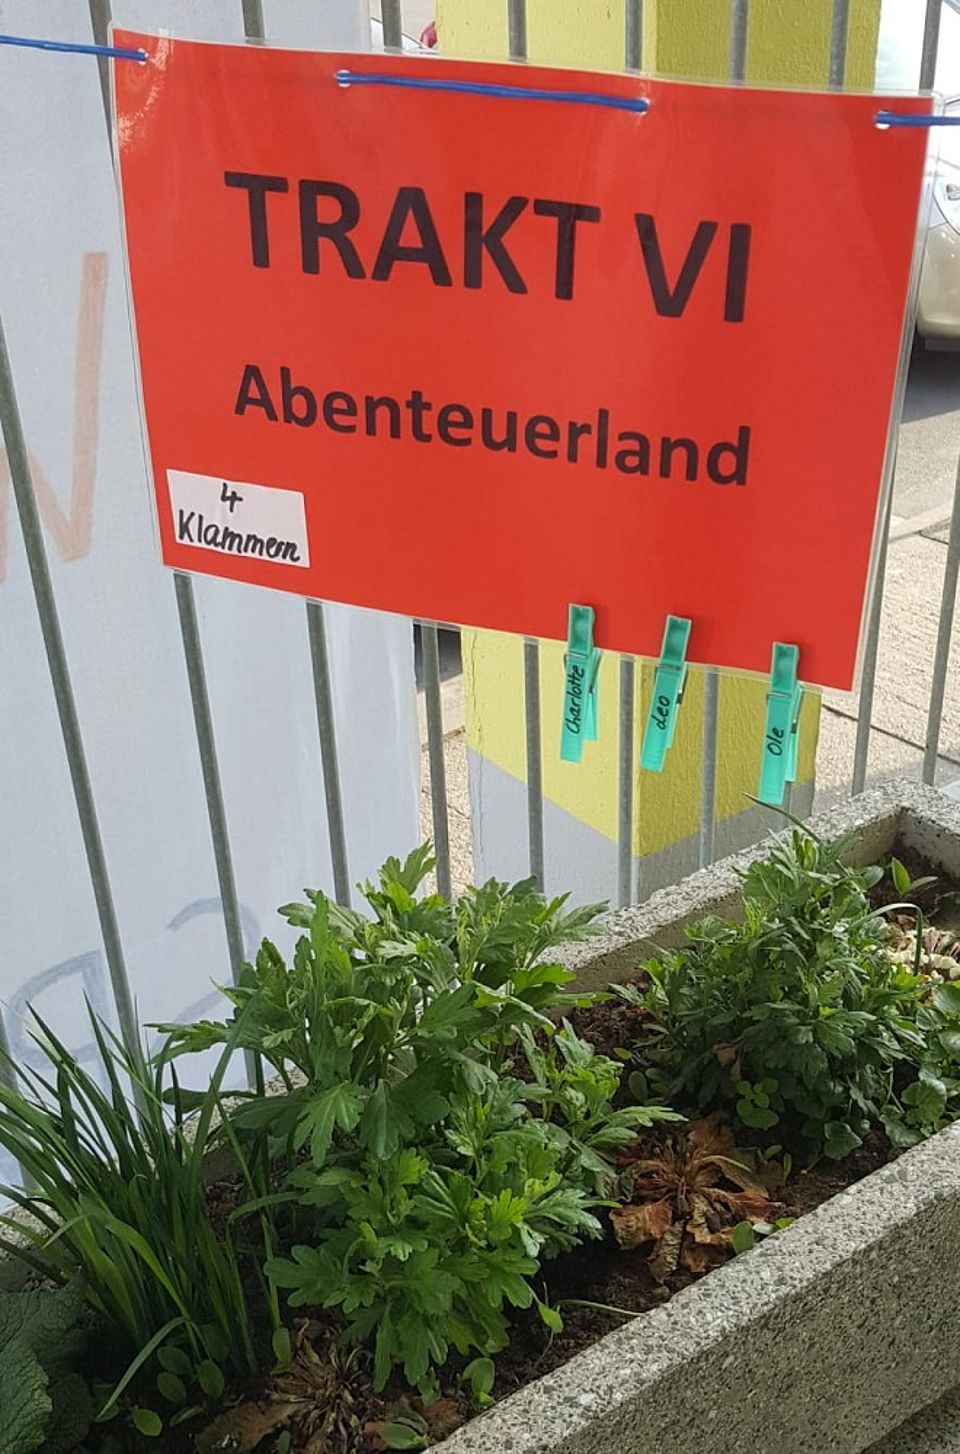 TRAKT VI
Abenteuerland
4
Klammern
Charlotte
Leo
Ole